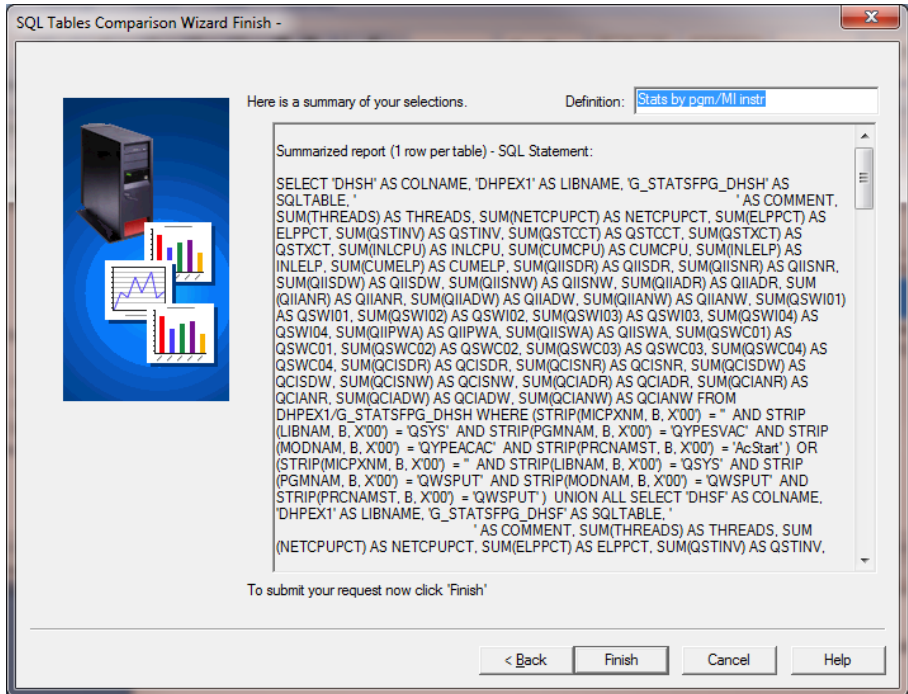 SQL Tables Comparison Wizard Finish -
Here is a summary of your selections. Definition: Stats by pgm/MI instr
Summarized report (1 row per table) - SQL Statement:
SELECT 'DHSH' AS COLNAME, 'DHPEX1' AS LIBNAME, 'G_STATSFPG_DHSH' AS
SQLTABLE, ' ' AS COMMENT,
SUM(THREADS) AS THREADS, SUM(NETCPUPCT) AS NETCPUPCT, SUM(ELPPCT) AS
ELPPCT, SUM(QSTINV) AS QSTINV, SUM(QSTCCT) AS QSTCCT, SUM(QSTXCT) AS
QSTXCT, SUM(INLCPU) AS INLCPU, SUM(CUMCPU) AS CUMCPU, SUM(INLELP) AS
INLELP, SUM(CUMELP) AS CUMELP, SUM(QIISDR) AS QIISDR, SUM(QIISNR) AS QIISNR,
SUM(QIISDW) AS QIISDW, SUM(QIISNW) AS QIISNW, SUM(QIIADR) AS QIIADR, SUM
(QIIANR) AS QIIANR, SUM(QIIADW) AS QIIADW, SUM(QIIANW) AS QIIANW, SUM(QSWI01)
AS QSWI01, SUM(QSWI02) AS QSWI02, SUM(QSWI03) AS QSWI03, SUM(QSWI04) AS
QSWI04, SUM(QIIPWA) AS QIIPWA, SUM(QIISWA) AS QIISWA, SUM(QSWC01) AS
QSWC01, SUM(QSWC02) AS QSWC02, SUM(QSWC03) AS QSWC03, SUM(QSWC04) AS
QSWC04, SUM(QCISDR) AS QCISDR, SUM(QCISNR) AS QCISNR, SUM(QCISDW) AS
QCISDW, SUM(QCISNW) AS QCISNW, SUM(QCIADR) AS QCIADR, SUM(QCIANR) AS
QCIANR, SUM(QCIADW) AS QCIADW, SUM(QCIANW) AS QCIANW FROM
DHPEX1/G_STATSFPG_DHSH WHERE (STRIP(MICPXNM, B, X'00') = '' AND STRIP
(LIBNAM, B, X'00') = 'QSYS' AND STRIP(PGMNAM, B, X'00') = 'QYPESVAC' AND STRIP
(MODNAM, B, X'00') = 'QYPEACAC' AND STRIP(PRCNAMST, B, X'00') = 'AcStart' ) OR
(STRIP(MICPXNM, B, X'00') = '' AND STRIP(LIBNAM, B, X'00') = 'QSYS' AND STRIP
(PGMNAM, B, X'00') = 'QWSPUT' AND STRIP(MODNAM, B, X'00') = 'QWSPUT' AND
STRIP(PRCNAMST, B, X'00') = 'QWSPUT' ) UNION ALL SELECT 'DHSF' AS COLNAME,
'DHPEX1' AS LIBNAME, 'G_STATSFPG_DHSF' AS SQLTABLE, '
' AS COMMENT, SUM(THREADS) AS THREADS, SUM
(NETCPUPCT) AS NETCPUPCT, SUM(ELPPCT) AS ELPPCT, SUM(QSTINV) AS QSTINV,
To submit your request now click 'Finish'
< Back Finish Cancel Help